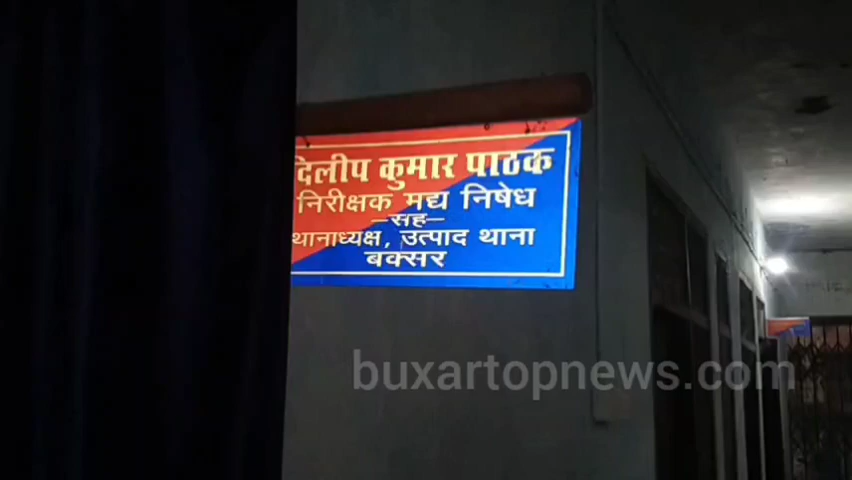 दिलीप कुमार पाठक
निरीक्षक मद्य निषेध
—सह—
थानाध्यक्ष, उत्पाद थाना
बक्सर
buxartopnews.com